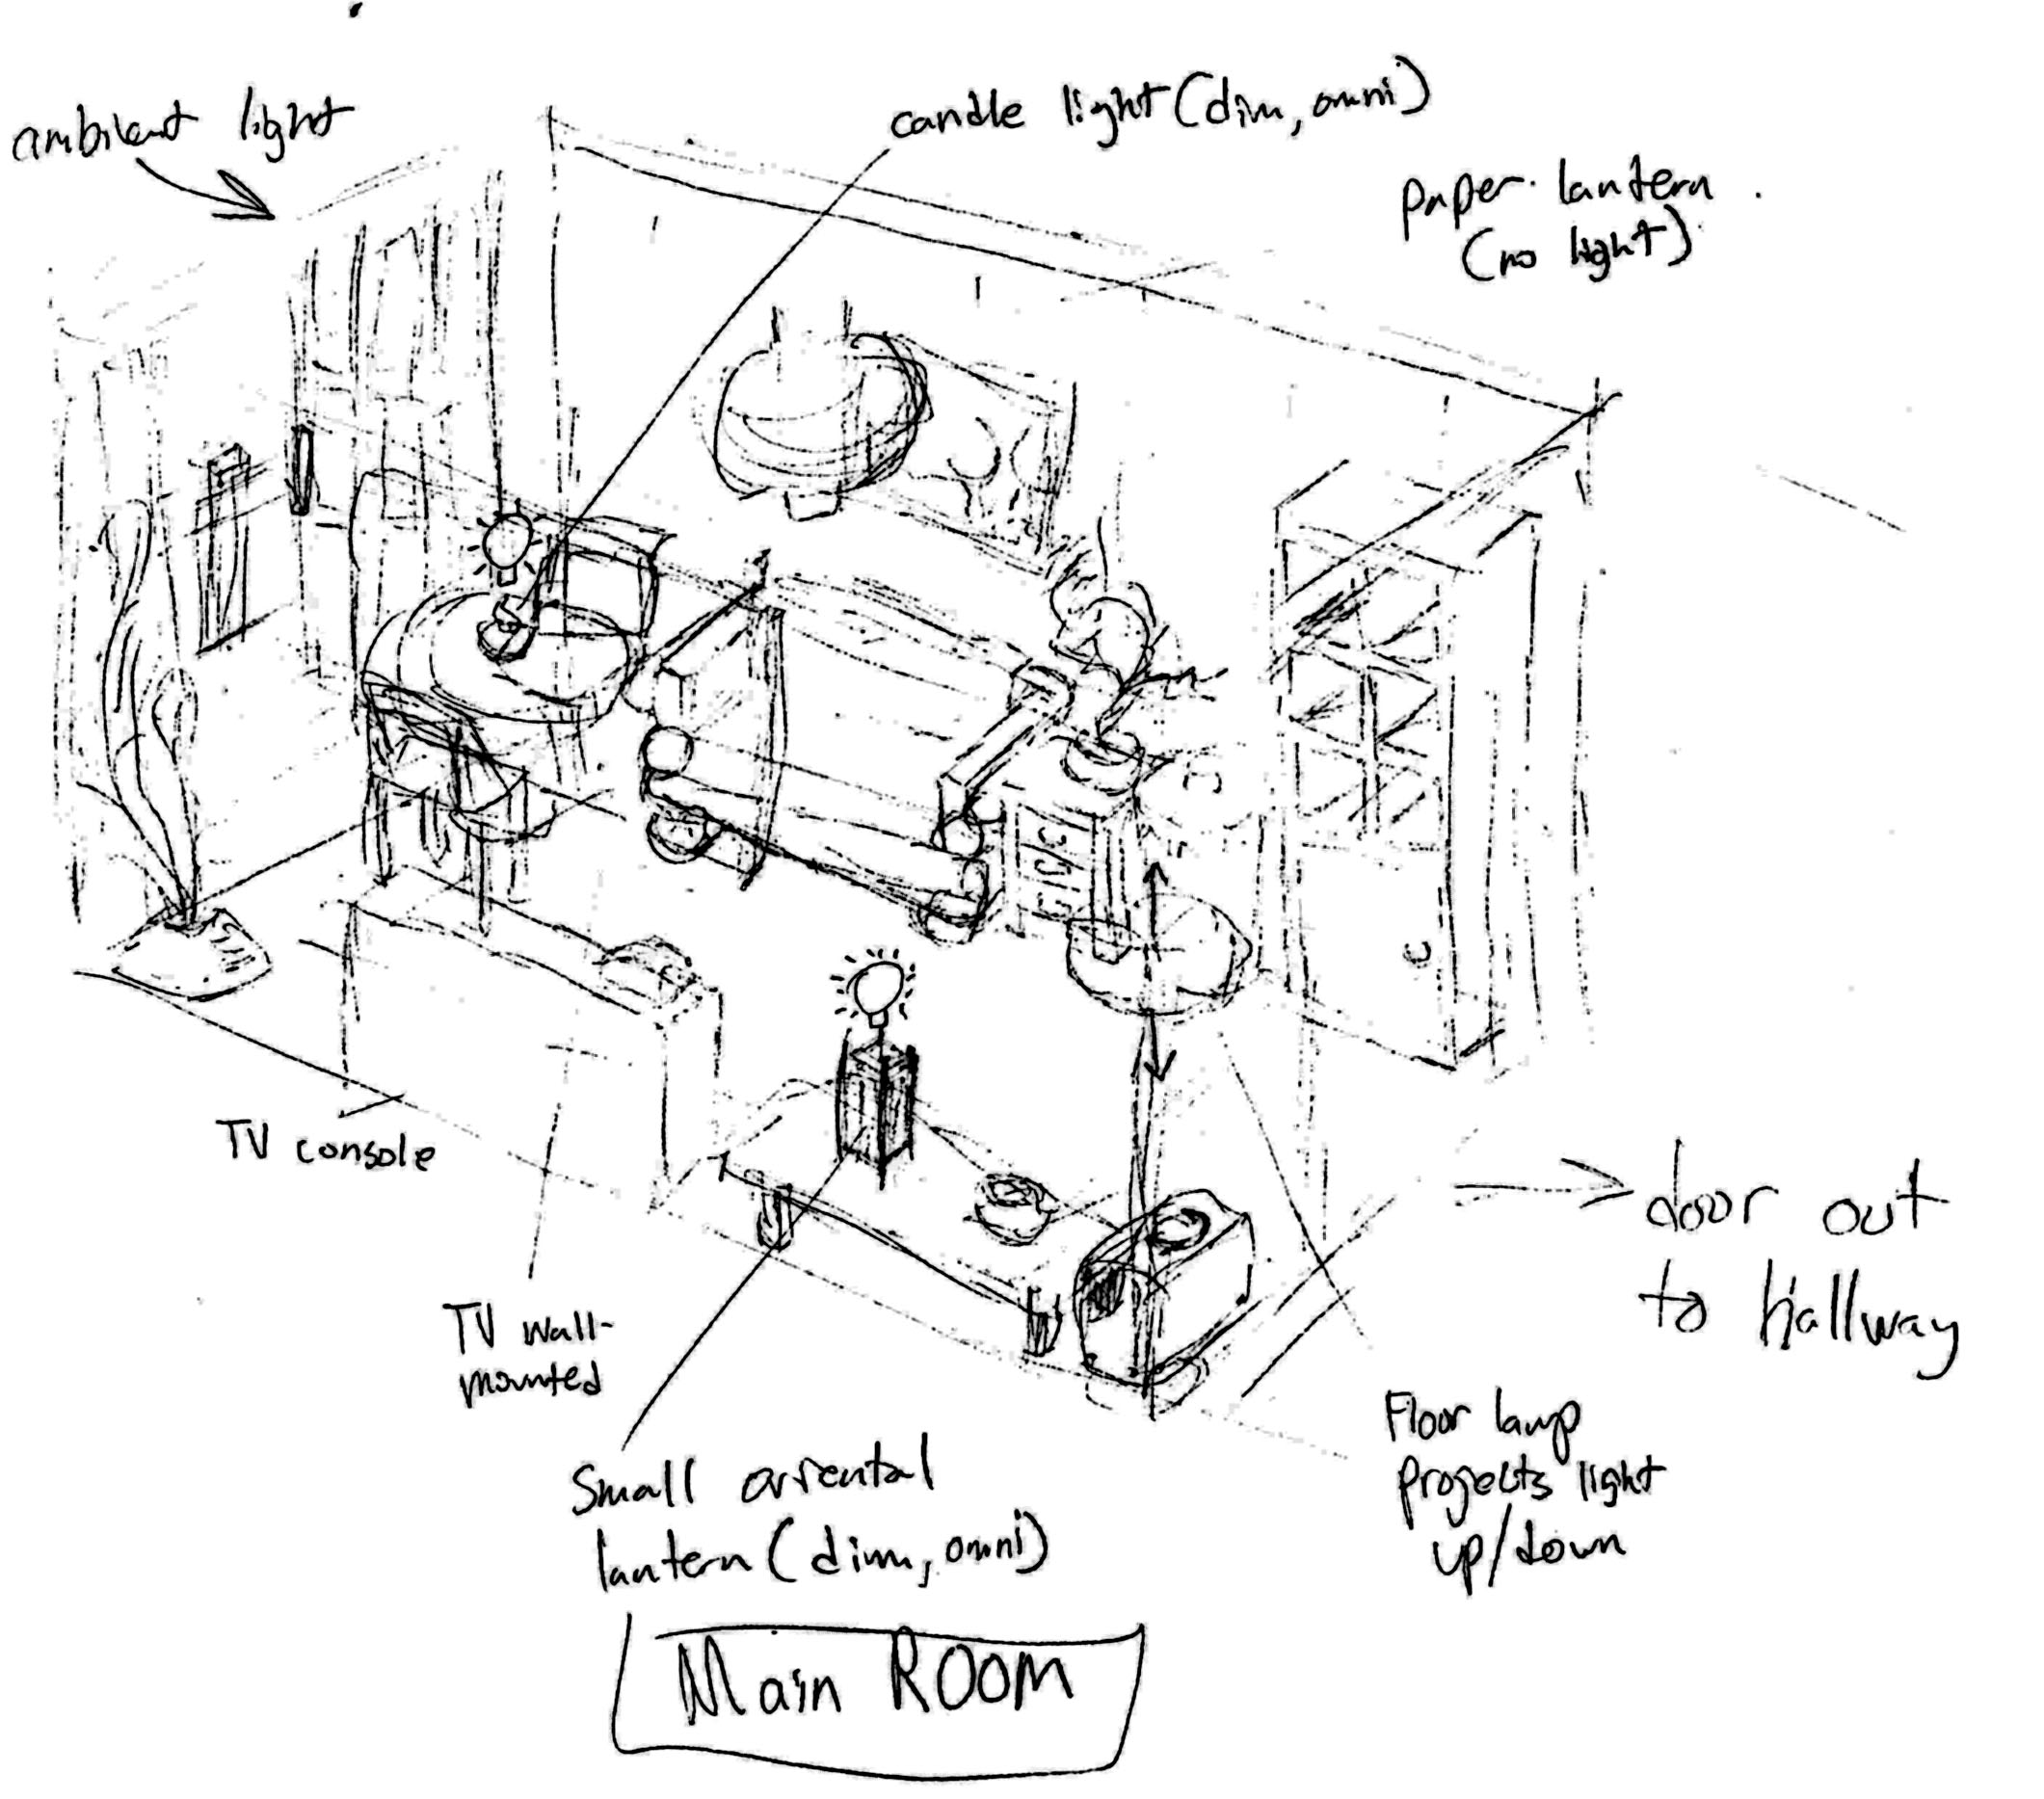 ambient light
candle light (dim, omni)
paper lantern
(no light)
TV console
TV wall-
mounted
door out
to hallway
Floor lamp
projects light
up/down
Small oriental
lantern (dim, omni)
Main ROOM